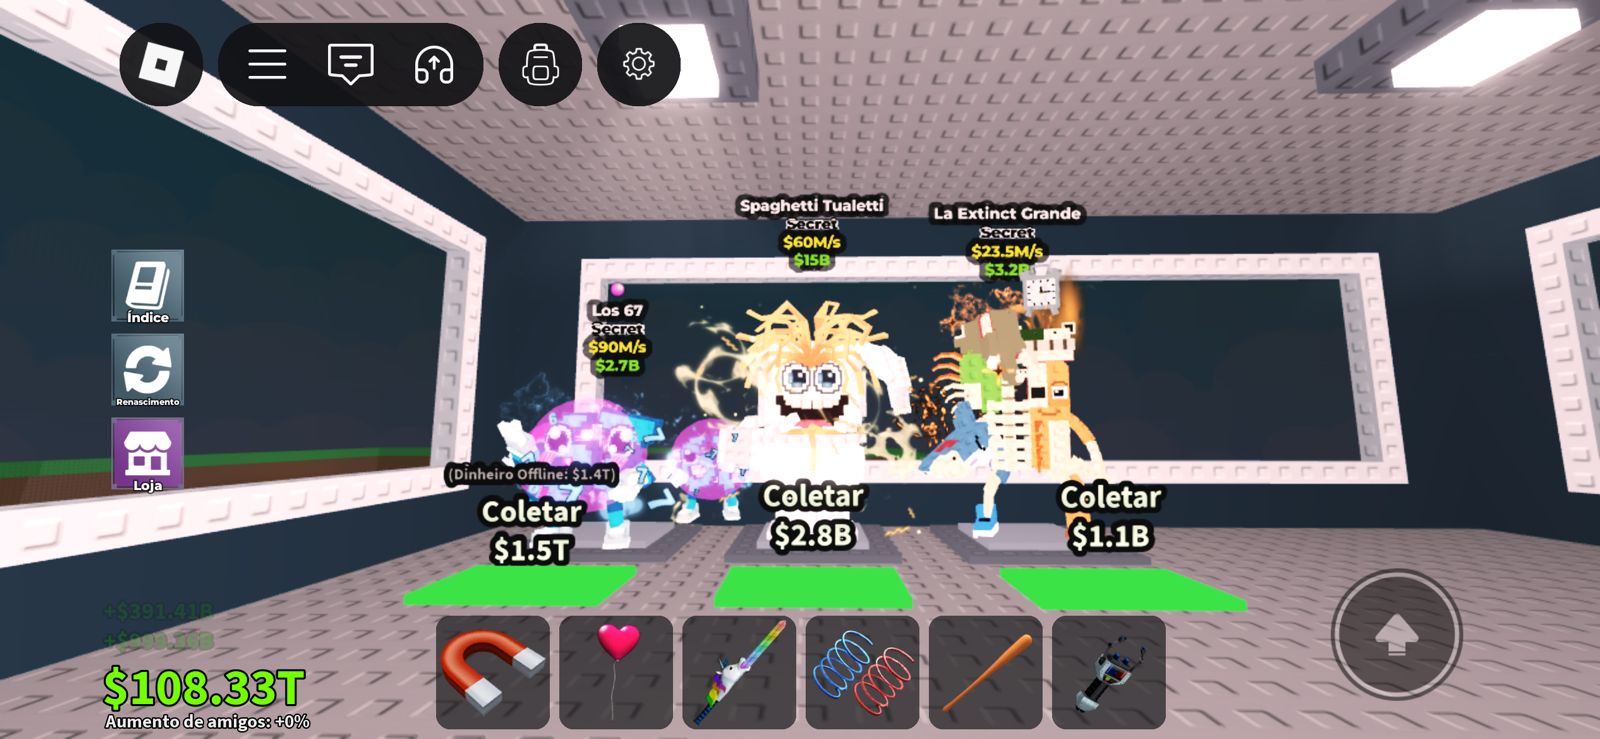 Spaghetti Tualetti
Secret
$60M/s
$15B
La Extinct Grande
Secret
$23.5M/s
$3.2B
Los 67
Secret
$90M/s
$2.7B
Índice
Renascimento
Loja
(Dinheiro Offline: $1.4T)
Coletar
$1.5T
Coletar
$2.8B
Coletar
$1.1B
+$391.41B
$108.33T
Aumento de amigos: +0%